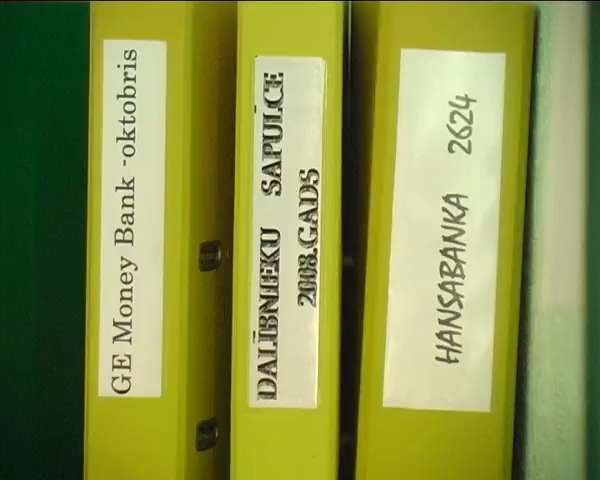 GE Money Bank -oktobris
DALĪBNIEKU SAPULCE
2008.GADS
HANSABANKA 2624